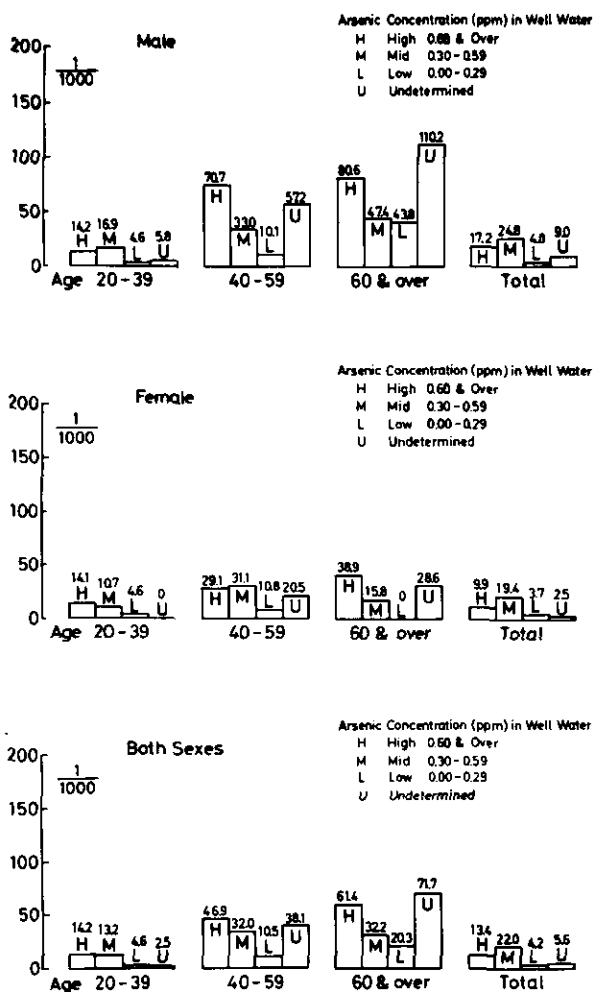 Male
Arsenic Concentration (ppm) in Well Water
H High & Over
M Mid 0.30-0.59
L Low 0.00-0.29
U Undetermined
200
1
1000
150
100
50
0
14.2 16.9 4.6 5.8
H M L U
70.7 33.0 10.1 57.2
H M L U
80.6 47.4 43.8 110.2
H M L U
17.2 24.8 9.0
H M L U
Age 20-39 40-59 60 & over Total
Female
Arsenic Concentration (ppm) in Well Water
H High 0.60 & Over
M Mid 0.30-0.59
L Low 0.00-0.29
U Undetermined
200
1
1000
150
100
50
0
14.1 10.7 4.6 0
H M L U
29.1 31.1 10.8 20.5
H M L U
38.9 15.8 0 28.6
H M L U
9.9 19.4 3.7 2.5
H M L U
Age 20-39 40-59 60 & over Total
Both Sexes
Arsenic Concentration (ppm) in Well Water
H High 0.60 & Over
M Mid 0.30-0.59
L Low 0.00-0.29
U Undetermined
200
1
1000
150
100
50
0
14.2 13.2 4.6 2.5
H M L U
46.9 32.0 10.5 38.1
H M L U
61.4 32.2 20.3 71.7
H M L U
13.4 22.0 4.2 5.6
H M L U
Age 20-39 40-59 60 & over Total